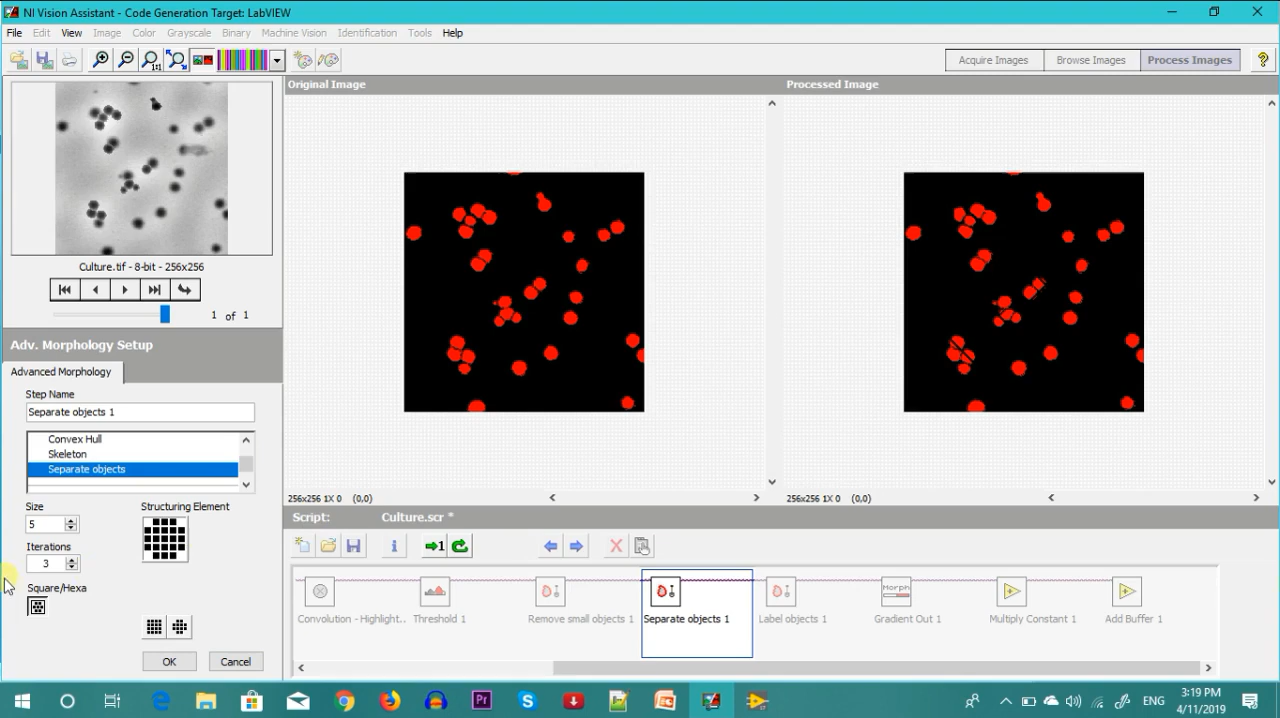 NI Vision Assistant - Code Generation Target: LabVIEW
File Edit View Image Color Grayscale Binary Machine Vision Identification Tools Help
1:1
Acquire Images Browse Images Process Images ?
Original Image
Processed Image
Culture.tif - 8-bit - 256x256
1 of 1
Adv. Morphology Setup
Advanced Morphology
Step Name
Separate objects 1
Convex Hull
Skeleton
Separate objects
Size
5
Structuring Element
Iterations
3
Square/Hexa
OK Cancel
256x256 1X 0 (0,0)
256x256 1X 0 (0,0)
Script: Culture.scr *
1
Convolution - Highlight...
Threshold 1
Remove small objects 1
Separate objects 1
Label objects 1
Morph
Gradient Out 1
Multiply Constant 1
Add Buffer 1
Pr
ENG
3:19 PM
4/11/2019